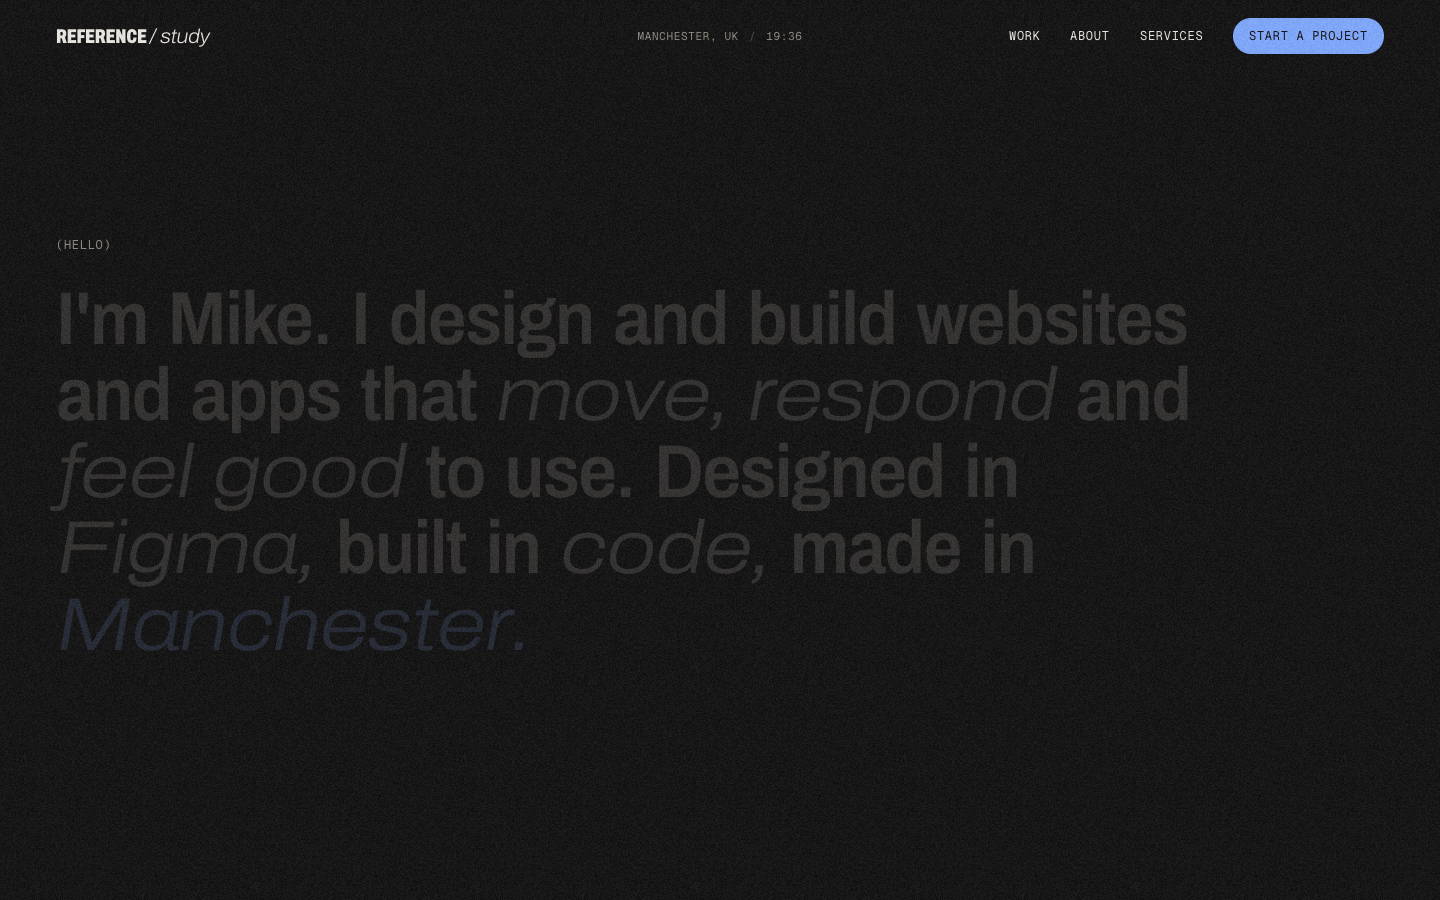 REFERENCE / study
MANCHESTER, UK / 19:36
WORK
ABOUT
SERVICES
START A PROJECT
(HELLO)
I'm Mike. I design and build websites
and apps that move, respond and
feel good to use. Designed in
Figma, built in code, made in
Manchester.